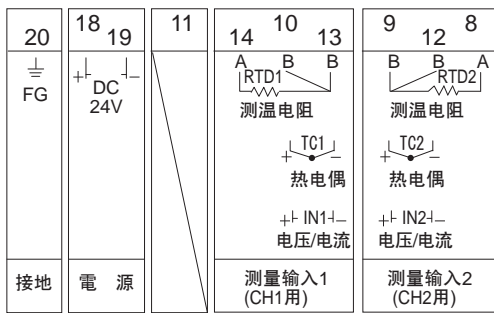 20
18 19
11
14 10 13
9 12 8
FG
+ −
DC
24V
A B B
RTD1
测温电阻
TC1
+ −
热电偶
+ IN1 −
电压/电流
B B A
RTD2
测温电阻
TC2
+ −
热电偶
+ IN2 −
电压/电流
接地
電 源
测量输入1
(CH1用)
测量输入2
(CH2用)